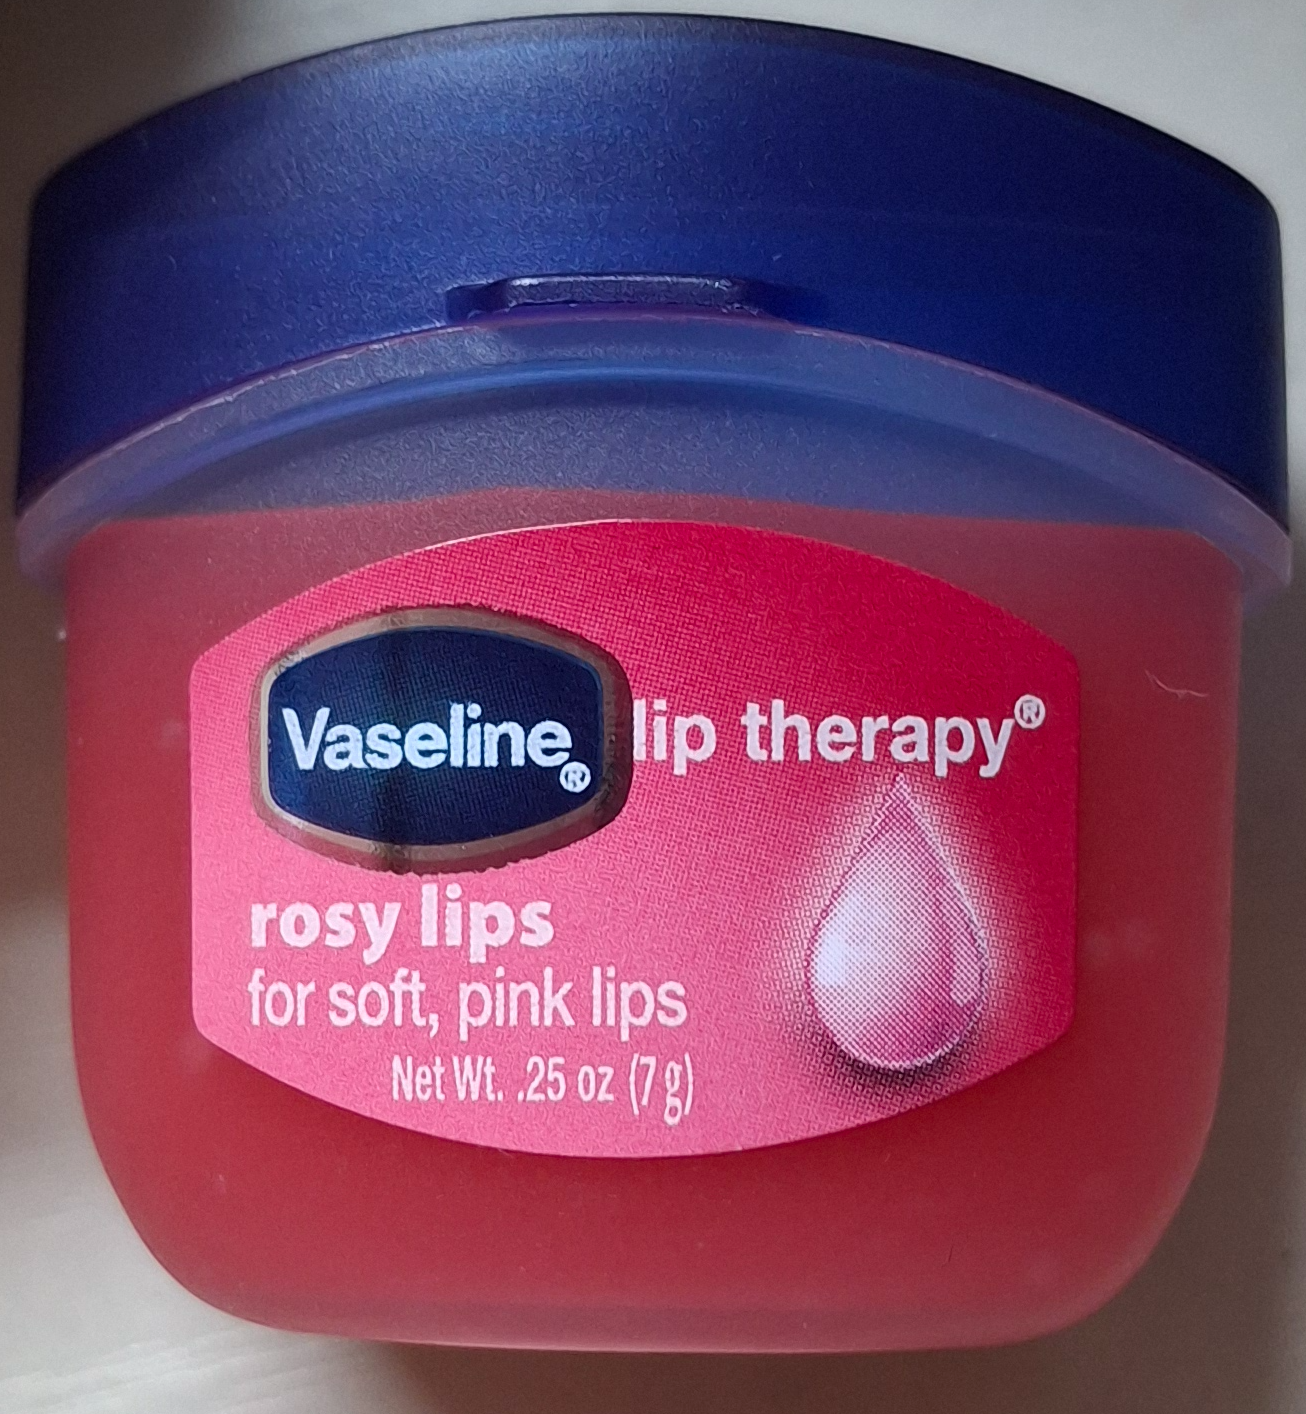 Vaseline® lip therapy®
rosy lips
for soft, pink lips
Net Wt. .25 oz (7 g)